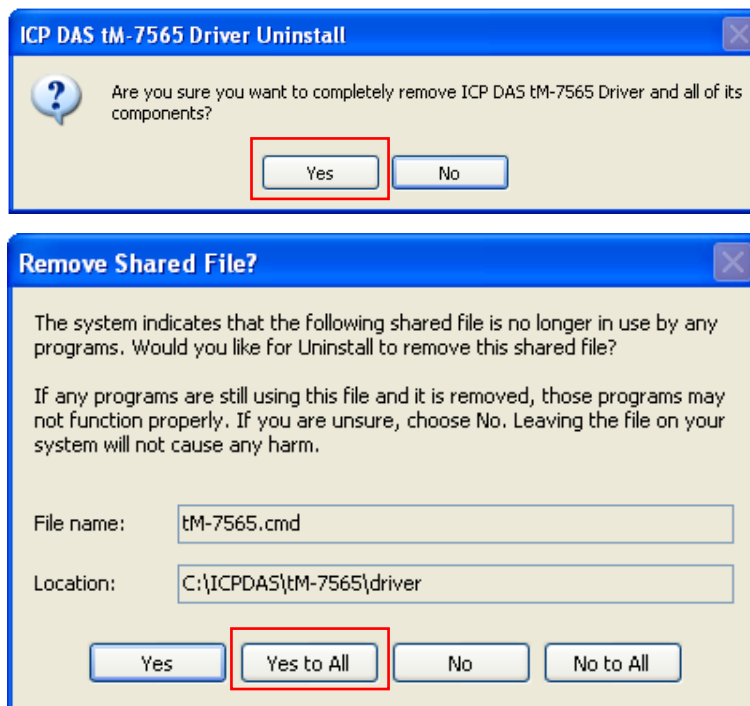 ICP DAS tM-7565 Driver Uninstall
Are you sure you want to completely remove ICP DAS tM-7565 Driver and all of its
components?
Yes No
Remove Shared File?
The system indicates that the following shared file is no longer in use by any
programs. Would you like for Uninstall to remove this shared file?
If any programs are still using this file and it is removed, those programs may
not function properly. If you are unsure, choose No. Leaving the file on your
system will not cause any harm.
File name: tM-7565.cmd
Location: C:\ICPDAS\tM-7565\driver
Yes Yes to All No No to All